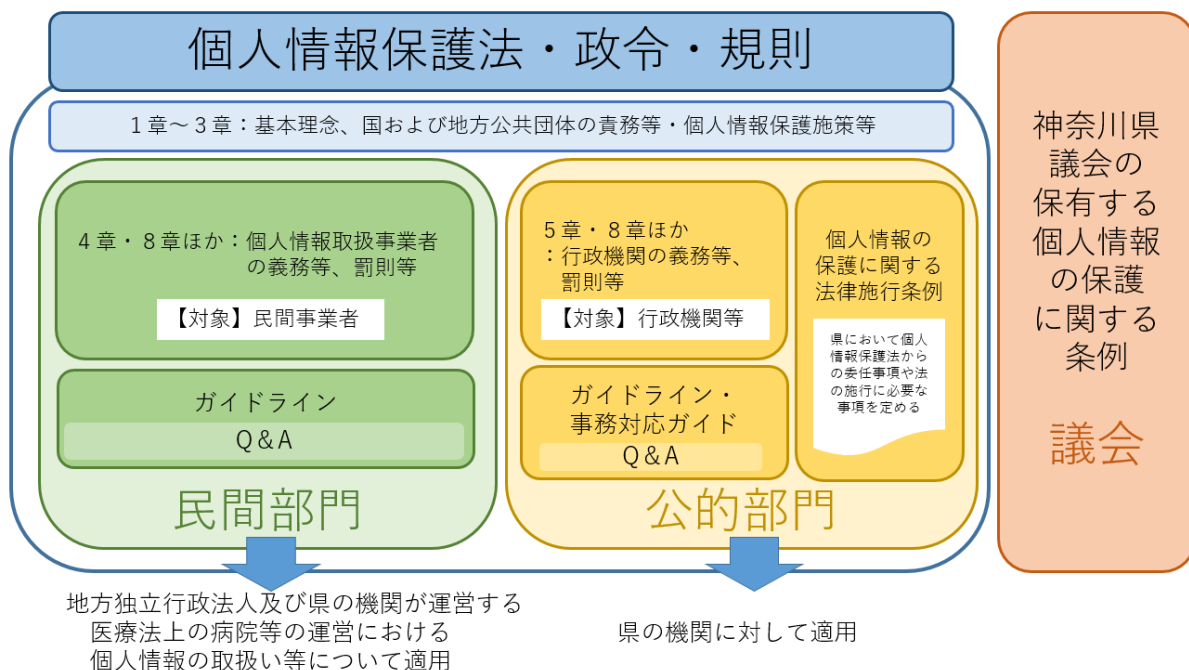 個人情報保護法・政令・規則
１章～３章：基本理念、国および地方公共団体の責務等・個人情報保護施策等
４章・８章ほか：個人情報取扱事業者
の義務等、罰則等
【対象】民間事業者
ガイドライン
Ｑ＆Ａ
民間部門
５章・８章ほか
：行政機関の義務等、
罰則等
【対象】行政機関等
ガイドライン・
事務対応ガイド
Ｑ＆Ａ
個人情報の
保護に関する
法律施行条例
県において個人
情報保護法から
の委任事項や法
の施行に必要な
事項を定める
公的部門
神奈川県
議会の
保有する
個人情報
の保護
に関する
条例
議会
地方独立行政法人及び県の機関が運営する
医療法上の病院等の運営における
個人情報の取扱い等について適用
県の機関に対して適用